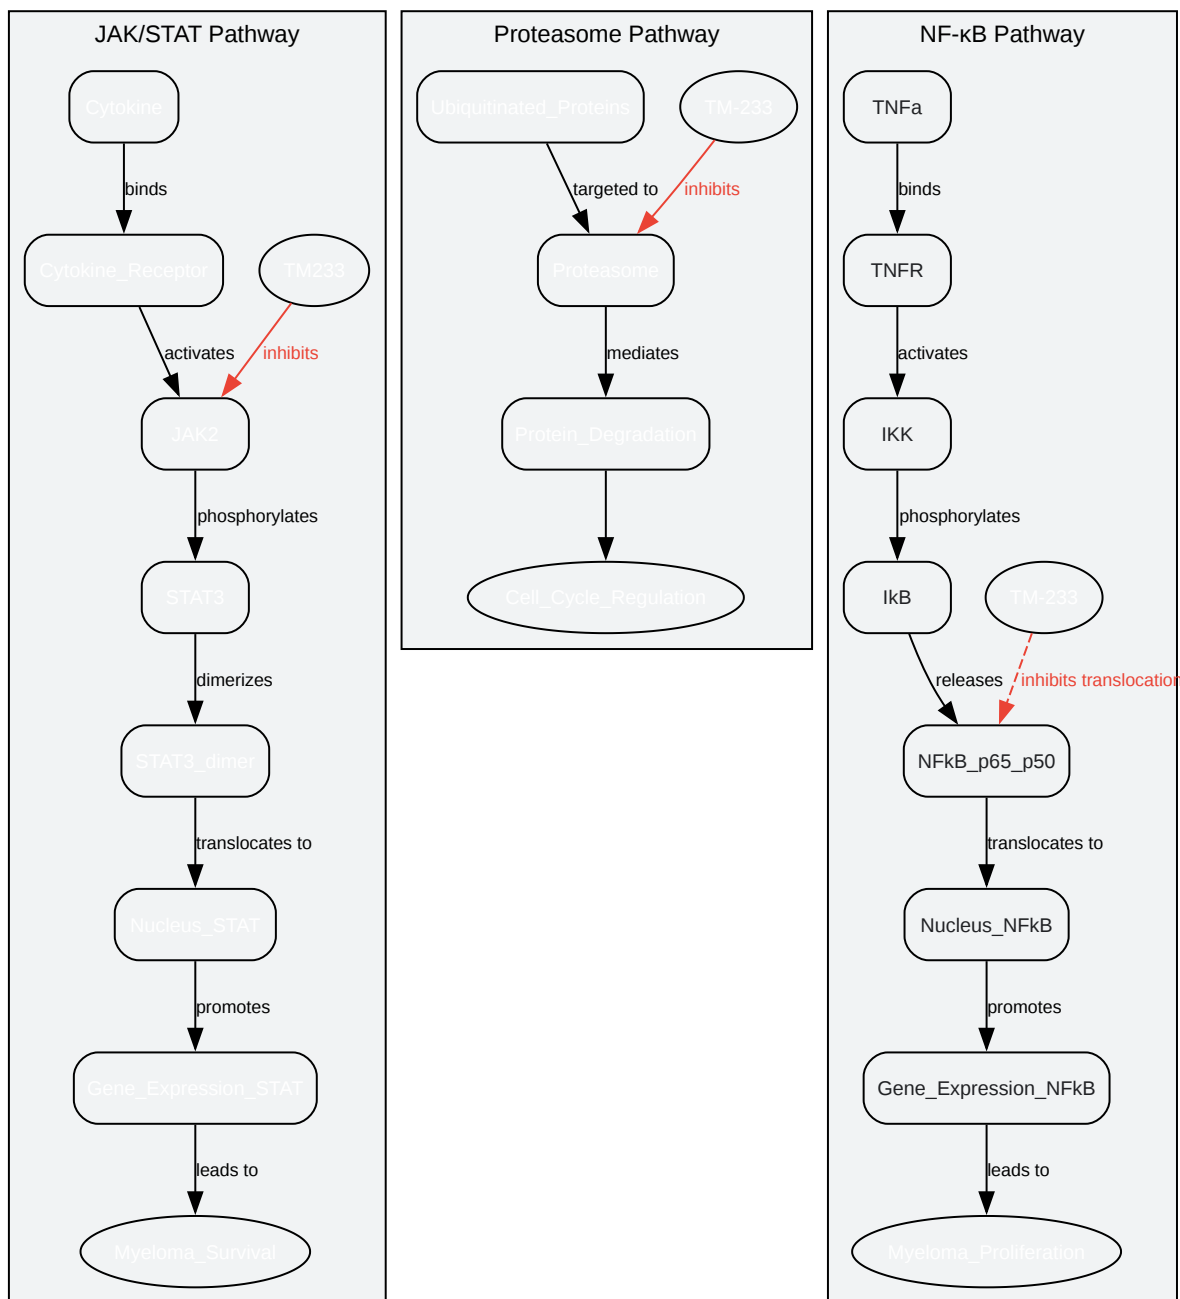 JAK/STAT Pathway
Cytokine
binds
Cytokine_Receptor
TM233
activates
inhibits
JAK2
phosphorylates
STAT3
dimerizes
STAT3_dimer
translocates to
Nucleus_STAT
promotes
Gene_Expression_STAT
leads to
Myeloma_Survival
Proteasome Pathway
Ubiquitinated_Proteins
TM-233
targeted to
inhibits
Proteasome
mediates
Protein_Degradation
Cell_Cycle_Regulation
NF-κB Pathway
TNFa
binds
TNFR
activates
IKK
phosphorylates
IkB
TM-233
releases
inhibits translocation
NFkB_p65_p50
translocates to
Nucleus_NFkB
promotes
Gene_Expression_NFkB
leads to
Myeloma_Proliferation